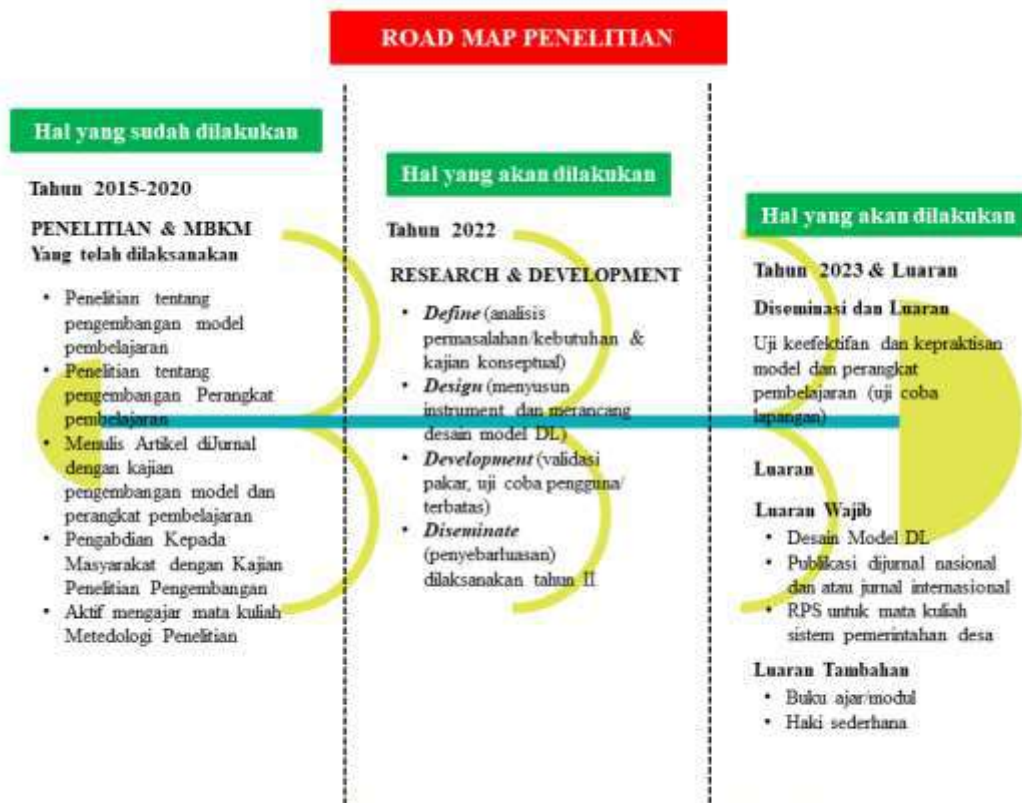 ROAD MAP PENELITIAN
Hal yang sudah dilakukan
Tahun 2015-2020
PENELITIAN & MBKM
Yang telah dilaksanakan
• Penelitian tentang
pengembangan model
pembelajaran
• Penelitian tentang
pengembangan Perangkat
pembelajaran
• Menulis Artikel diJurnal
dengan kajian
pengembangan model dan
perangkat pembelajaran
• Pengabdian Kepada
Masyarakat dengan Kajian
Penelitian Pengembangan
• Aktif mengajar mata kuliah
Metedologi Penelitian
Hal yang akan dilakukan
Tahun 2022
RESEARCH & DEVELOPMENT
• Define (analisis
permasalahan/kebutuhan &
kajian konseptual)
• Design (menyusun
instrument dan merancang
desain model DL)
• Development (validasi
pakar, uji coba pengguna/
terbatas)
• Diseminate
(penyebarluasan)
dilaksanakan tahun II
Hal yang akan dilakukan
Tahun 2023 & Luaran
Diseminasi dan Luaran
Uji keefektifan dan kepraktisan
model dan perangkat
pembelajaran (uji coba
lapangan)
Luaran
Luaran Wajib
• Desain Model DL
• Publikasi dijurnal nasional
dan atau jurnal internasional
• RPS untuk mata kuliah
sistem pemerintahan desa
Luaran Tambahan
• Buku ajar/modul
• Haki sederhana